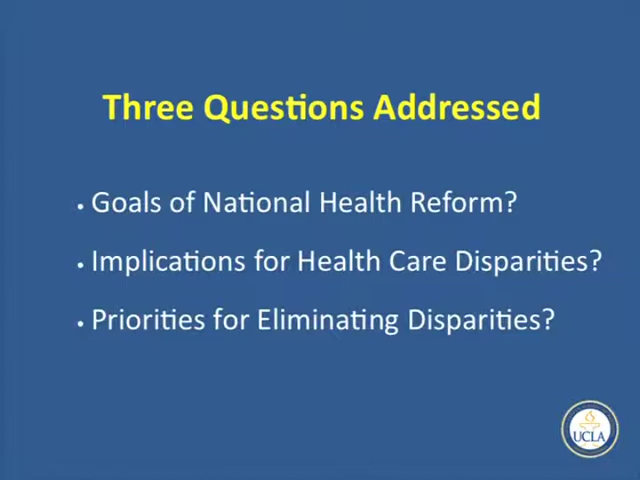 Three Questions Addressed
• Goals of National Health Reform?
• Implications for Health Care Disparities?
• Priorities for Eliminating Disparities?
UCLA